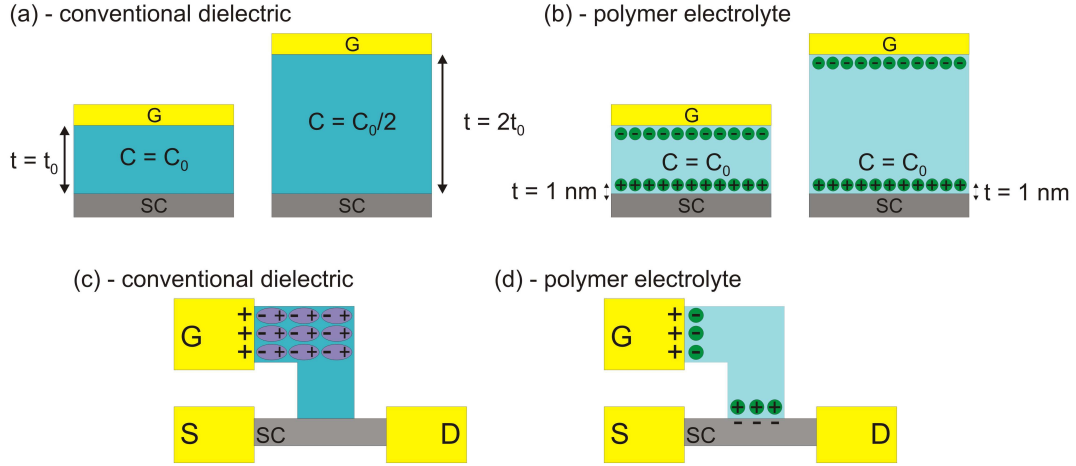 (a) - conventional dielectric
G
C = C₀/2
t = 2t₀
G
t = t₀
C = C₀
SC
SC
(b) - polymer electrolyte
G
- - - - - - - - - -
G
- - - - - - - - - -
C = C₀
C = C₀
t = 1 nm
+ + + + + + + + + + +
+ + + + + + + + + + +
t = 1 nm
SC
SC
(c) - conventional dielectric
G
+ - + - + - +
+ - + - + - +
+ - + - + - +
S
SC
D
(d) - polymer electrolyte
G
+ -
+ -
+ -
+ + +
- - -
S
SC
D